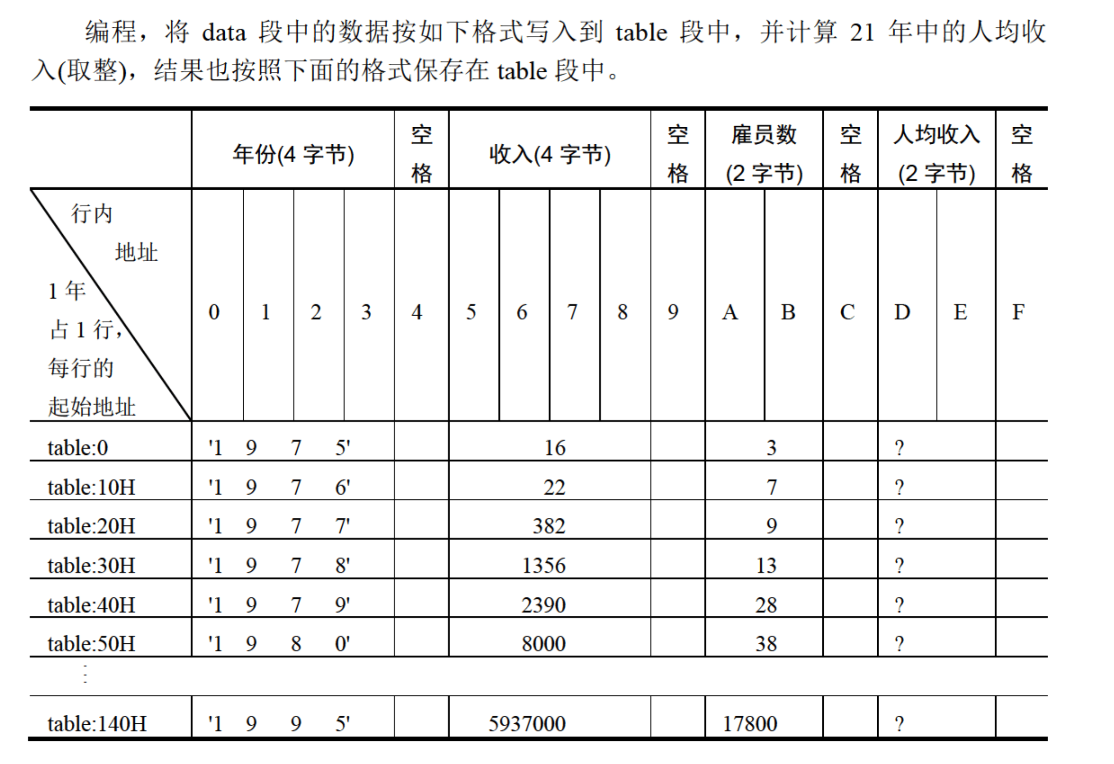 编程，将 data 段中的数据按如下格式写入到 table 段中，并计算 21 年中的人均收
入(取整)，结果也按照下面的格式保存在 table 段中。
年份(4 字节) 空格 收入(4 字节) 空格 雇员数(2 字节) 空格 人均收入(2 字节) 空格
行内
地址
1 年
占 1 行，
每行的
起始地址
0 1 2 3 4 5 6 7 8 9 A B C D E F
table:0 '1 9 7 5' 16 3 ?
table:10H '1 9 7 6' 22 7 ?
table:20H '1 9 7 7' 382 9 ?
table:30H '1 9 7 8' 1356 13 ?
table:40H '1 9 7 9' 2390 28 ?
table:50H '1 9 8 0' 8000 38 ?
⋮
table:140H '1 9 9 5' 5937000 17800 ?